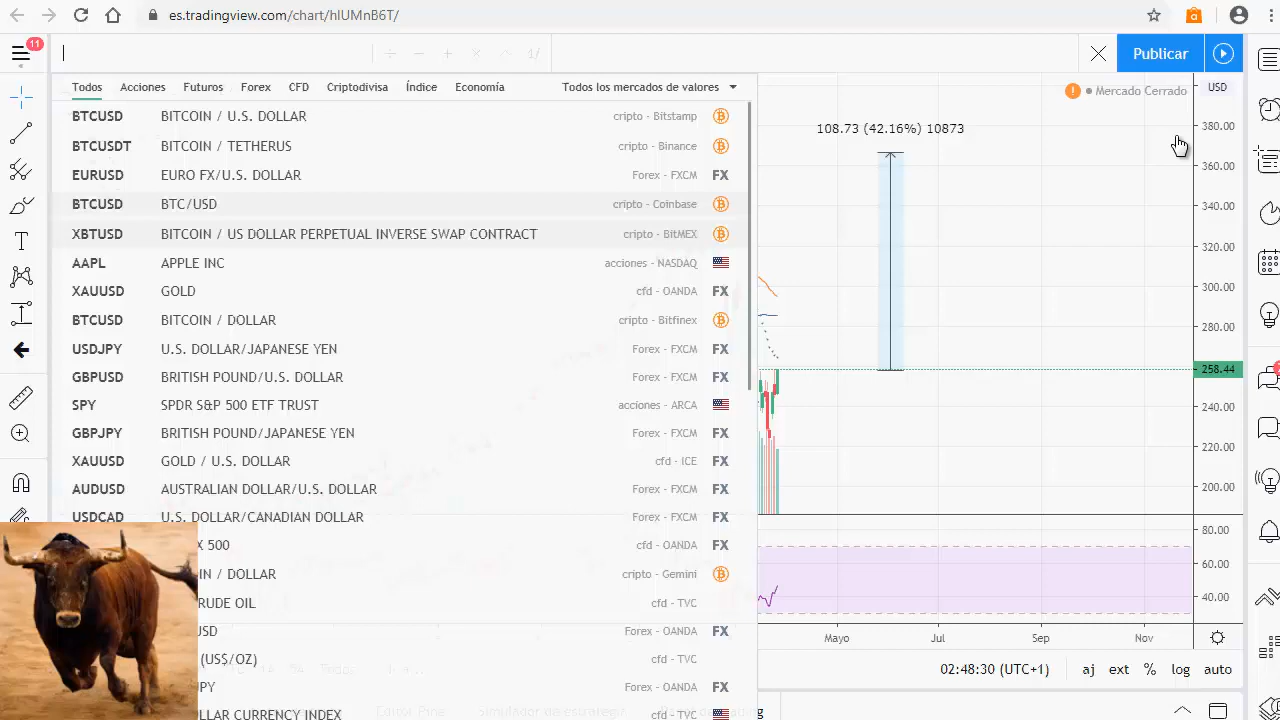 es.tradingview.com/chart/hIUMnB6T/
11
Publicar
Todos Acciones Futuros Forex CFD Criptodivisa Índice Economía Todos los mercados de valores
Mercado Cerrado USD
BTCUSD BITCOIN / U.S. DOLLAR cripto - Bitstamp
108.73 (42.16%) 10873
380.00
BTCUSDT BITCOIN / TETHERUS cripto - Binance
360.00
EURUSD EURO FX/U.S. DOLLAR Forex - FXCM FX
BTCUSD BTC/USD cripto - Coinbase
340.00
XBTUSD BITCOIN / US DOLLAR PERPETUAL INVERSE SWAP CONTRACT cripto - BitMEX
320.00
AAPL APPLE INC acciones - NASDAQ
XAUUSD GOLD cfd - OANDA FX
300.00
BTCUSD BITCOIN / DOLLAR cripto - Bitfinex
280.00
USDJPY U.S. DOLLAR/JAPANESE YEN Forex - FXCM FX
258.44
GBPUSD BRITISH POUND/U.S. DOLLAR Forex - FXCM FX
SPY SPDR S&P 500 ETF TRUST acciones - ARCA
240.00
GBPJPY BRITISH POUND/JAPANESE YEN Forex - FXCM FX
220.00
XAUUSD GOLD / U.S. DOLLAR cfd - ICE FX
AUDUSD AUSTRALIAN DOLLAR/U.S. DOLLAR Forex - FXCM FX
200.00
USDCAD U.S. DOLLAR/CANADIAN DOLLAR Forex - FXCM FX
80.00
X 500 cfd - OANDA FX
60.00
/ DOLLAR cripto - Gemini
40.00
OIL cfd - TVC
Forex - OANDA FX
Mayo Jul Sep Nov
(US$/OZ) cfd - TVC
02:48:30 (UTC+1) aj ext % log auto
Forex - OANDA FX
CURRENCY INDEX cfd - TVC